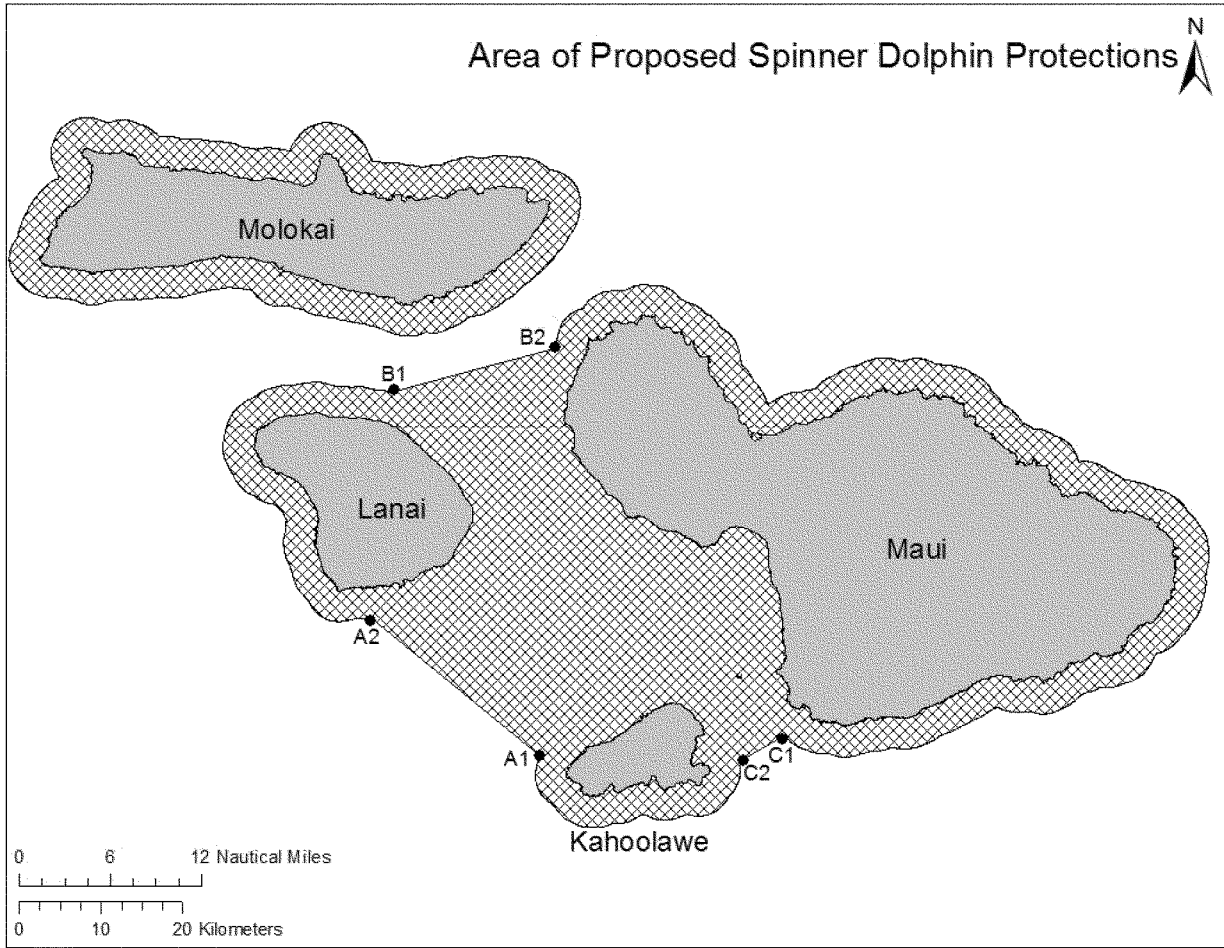 N
Area of Proposed Spinner Dolphin Protections
Molokai
B2
B1
Lanai
Maui
A2
A1
C1
C2
Kahoolawe
0 6 12 Nautical Miles
0 10 20 Kilometers